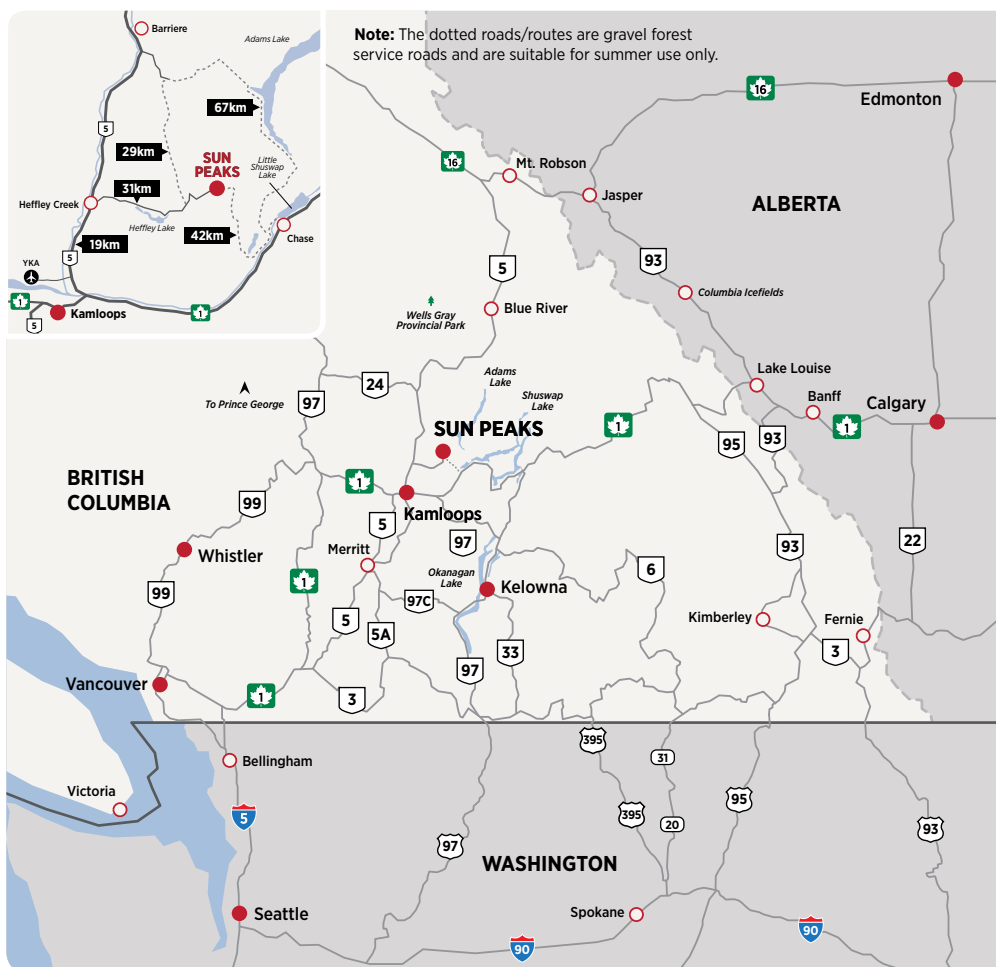 Barriere
Adams Lake
67km
5
29km
SUN
PEAKS
Little
Shuswap
Lake
31km
Heffley Creek
Heffley Lake
42km
Chase
19km
5
YKA
1
Kamloops
1
5
Note: The dotted roads/routes are gravel forest
service roads and are suitable for summer use only.
16
Edmonton
16
Mt. Robson
Jasper
ALBERTA
93
5
Columbia Icefields
Blue River
Wells Gray
Provincial Park
Adams
Lake
Lake Louise
24
To Prince George
97
Shuswap
Lake
Banff
Calgary
1
1
SUN PEAKS
95
93
BRITISH
COLUMBIA
1
99
Kamloops
5
97
93
22
Whistler
Merritt
Okanagan
Lake
6
1
Kelowna
99
97C
5
5A
Kimberley
Fernie
33
3
97
Vancouver
1
3
395
31
Bellingham
Victoria
95
5
395
20
93
97
WASHINGTON
Seattle
Spokane
90
90